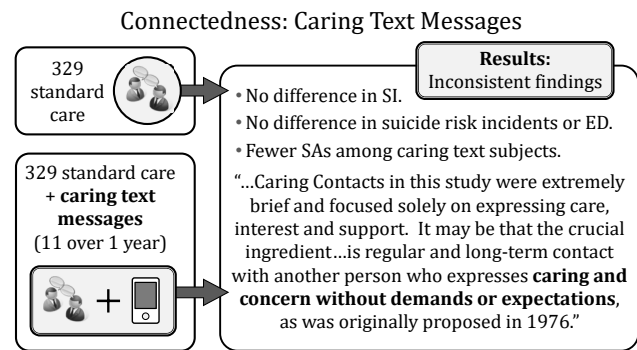 Connectedness: Caring Text Messages
329
standard
care
329 standard care
+ caring text
messages
(11 over 1 year)
Results:
Inconsistent findings
• No difference in SI.
• No difference in suicide risk incidents or ED.
• Fewer SAs among caring text subjects.
“...Caring Contacts in this study were extremely
brief and focused solely on expressing care,
interest and support.  It may be that the crucial
ingredient...is regular and long-term contact
with another person who expresses caring and
concern without demands or expectations,
as was originally proposed in 1976.”